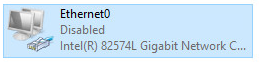 Ethernet0
Disabled
Intel(R) 82574L Gigabit Network C...